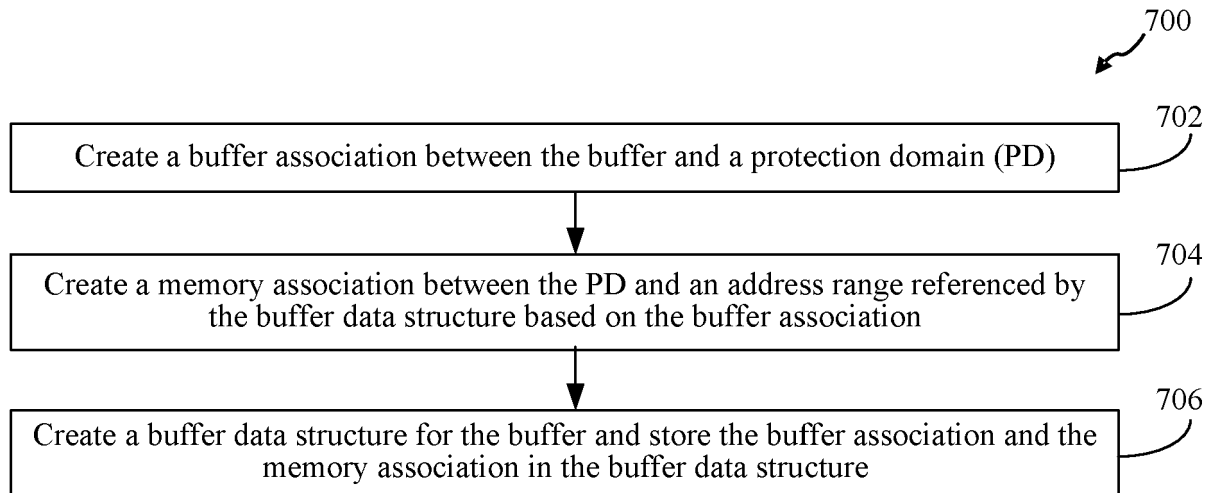 700
702
Create a buffer association between the buffer and a protection domain (PD)
704
Create a memory association between the PD and an address range referenced by
the buffer data structure based on the buffer association
706
Create a buffer data structure for the buffer and store the buffer association and the
memory association in the buffer data structure